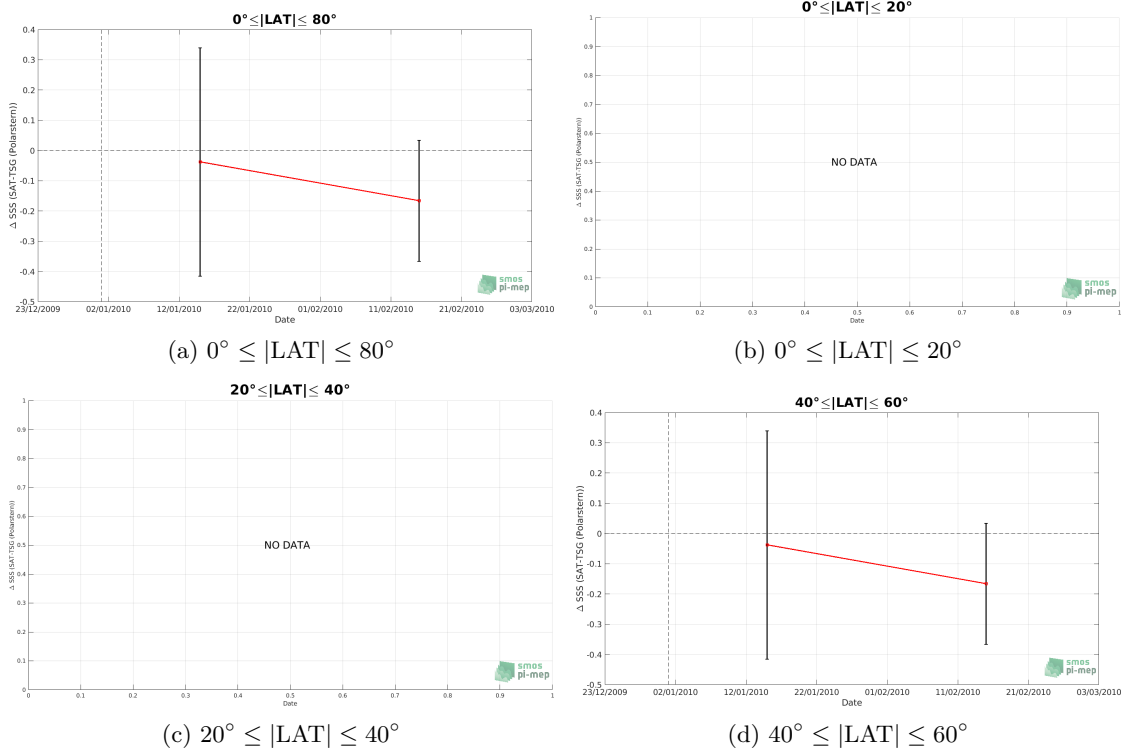 0°≤|LAT|≤ 80°
Δ SSS (SAT-TSG (Polarstern))
0.4
0.3
0.2
0.1
0
-0.1
-0.2
-0.3
-0.4
-0.5
23/12/2009 02/01/2010 12/01/2010 22/01/2010 01/02/2010 11/02/2010 21/02/2010 03/03/2010
Date
smos
pi-mep
(a) 0° ≤ |LAT| ≤ 80°
0°≤|LAT|≤ 20°
Δ SSS (SAT-TSG (Polarstern))
1
0.9
0.8
0.7
0.6
0.5
0.4
0.3
0.2
0.1
0
NO DATA
0 0.1 0.2 0.3 0.4 0.5 0.6 0.7 0.8 0.9 1
Date
smos
pi-mep
(b) 0° ≤ |LAT| ≤ 20°
20°≤|LAT|≤ 40°
Δ SSS (SAT-TSG (Polarstern))
1
0.9
0.8
0.7
0.6
0.5
0.4
0.3
0.2
0.1
0
NO DATA
0 0.1 0.2 0.3 0.4 0.5 0.6 0.7 0.8 0.9 1
Date
smos
pi-mep
(c) 20° ≤ |LAT| ≤ 40°
40°≤|LAT|≤ 60°
Δ SSS (SAT-TSG (Polarstern))
0.4
0.3
0.2
0.1
0
-0.1
-0.2
-0.3
-0.4
-0.5
23/12/2009 02/01/2010 12/01/2010 22/01/2010 01/02/2010 11/02/2010 21/02/2010 03/03/2010
Date
smos
pi-mep
(d) 40° ≤ |LAT| ≤ 60°